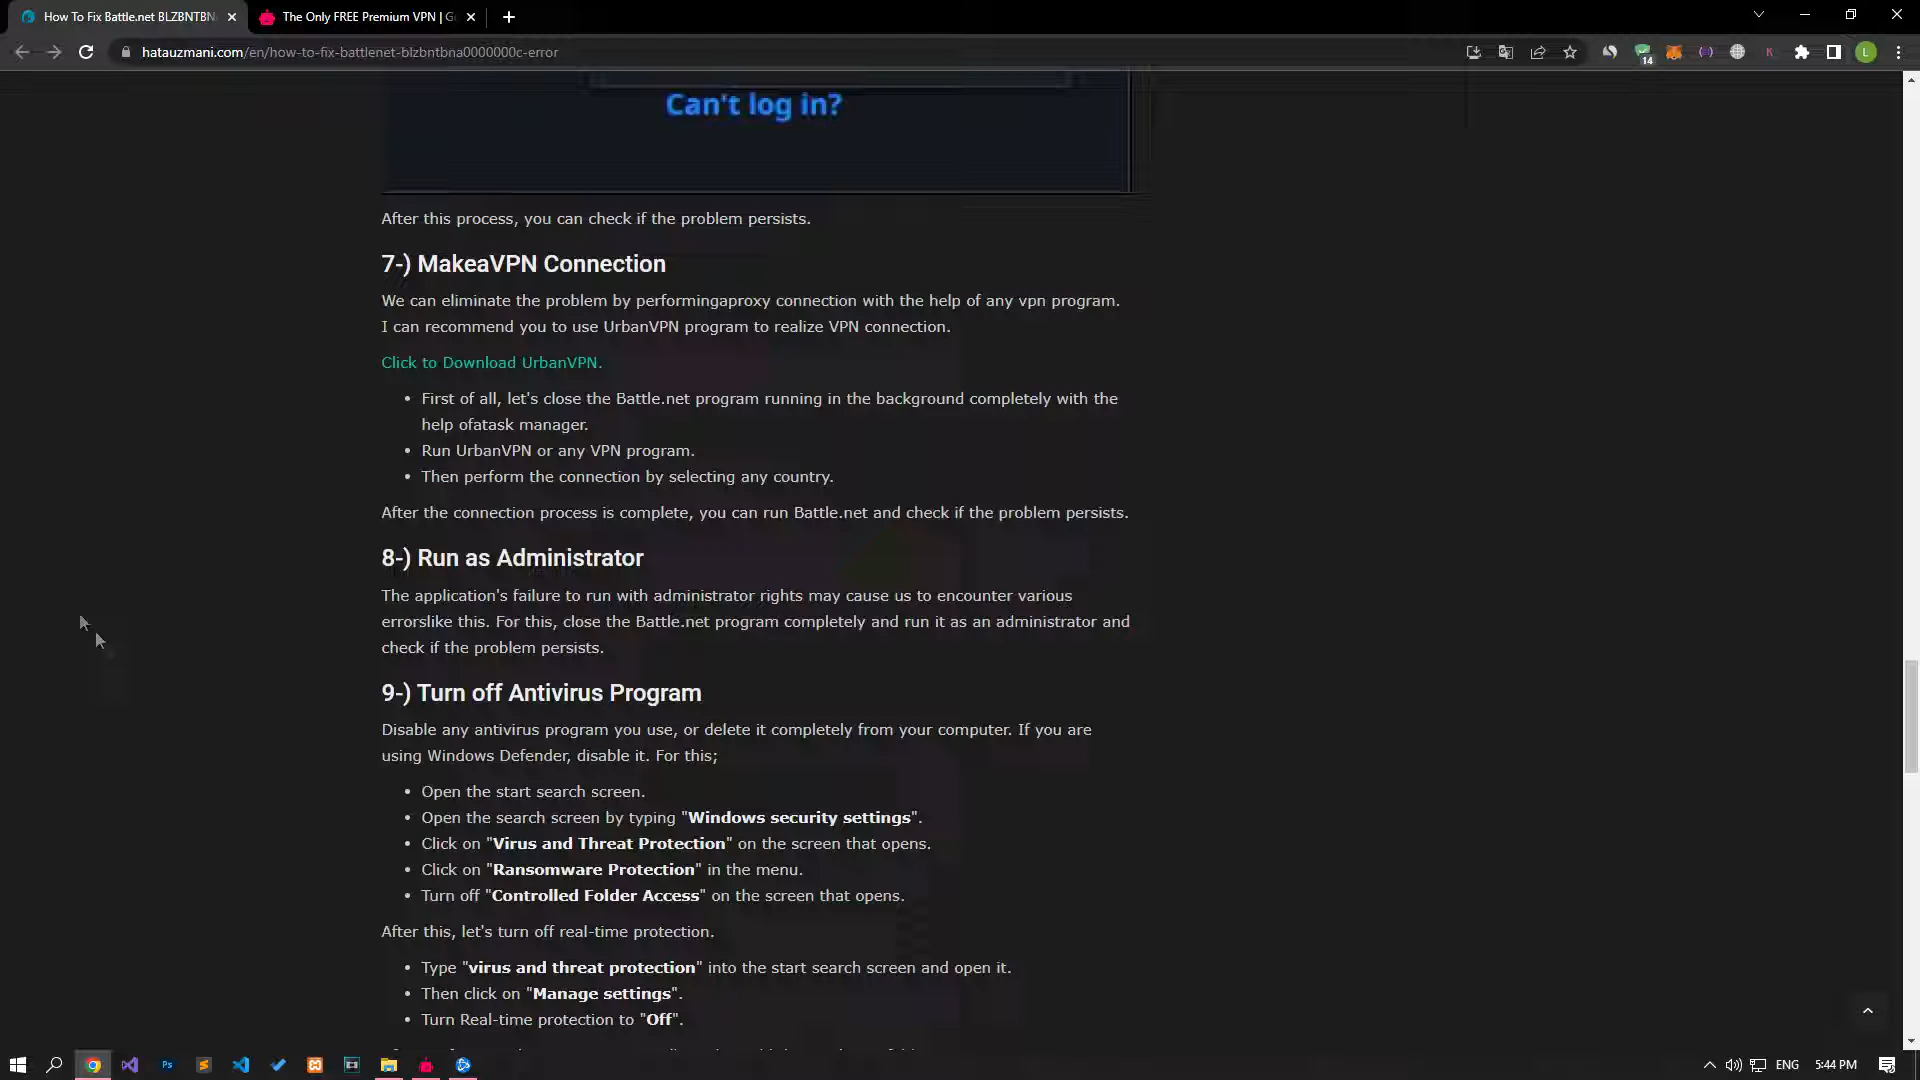 How To Fix Battle.net BLZBNTBN
The Only FREE Premium VPN | G
hatauzmani.com/en/how-to-fix-battlenet-blzbntbna0000000c-error
14
K
L
Can't log in?
After this process, you can check if the problem persists.
7-) MakeaVPN Connection
We can eliminate the problem by performingaproxy connection with the help of any vpn program.
I can recommend you to use UrbanVPN program to realize VPN connection.
Click to Download UrbanVPN.
• First of all, let's close the Battle.net program running in the background completely with the
help ofatask manager.
• Run UrbanVPN or any VPN program.
• Then perform the connection by selecting any country.
After the connection process is complete, you can run Battle.net and check if the problem persists.
8-) Run as Administrator
The application's failure to run with administrator rights may cause us to encounter various
errorslike this. For this, close the Battle.net program completely and run it as an administrator and
check if the problem persists.
9-) Turn off Antivirus Program
Disable any antivirus program you use, or delete it completely from your computer. If you are
using Windows Defender, disable it. For this;
• Open the start search screen.
• Open the search screen by typing "Windows security settings".
• Click on "Virus and Threat Protection" on the screen that opens.
• Click on "Ransomware Protection" in the menu.
• Turn off "Controlled Folder Access" on the screen that opens.
After this, let's turn off real-time protection.
• Type "virus and threat protection" into the start search screen and open it.
• Then click on "Manage settings".
• Turn Real-time protection to "Off".
Ps
ENG
5:44 PM